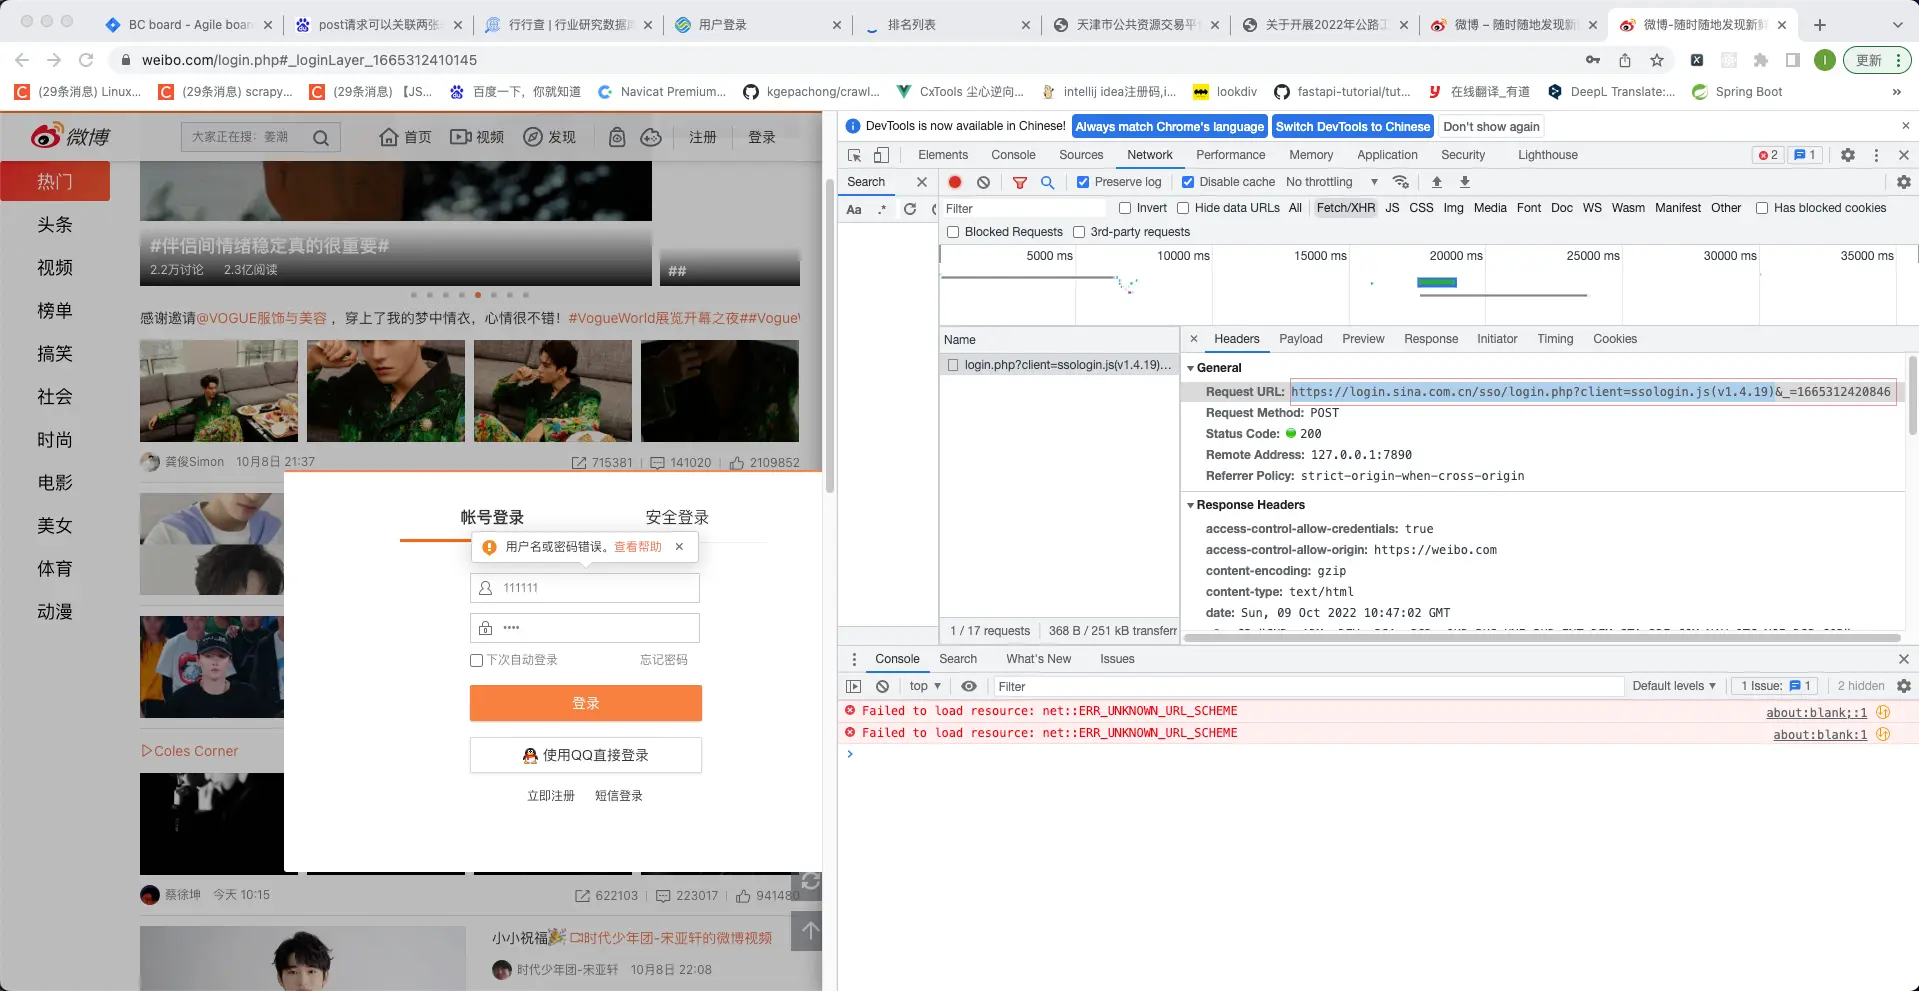 BC board - Agile boar
post请求可以关联两张
行行查 | 行业研究数据
用户登录
排名列表
天津市公共资源交易平
关于开展2022年公路工
微博 – 随时随地发现新
微博-随时随地发现新鲜
weibo.com/login.php#_loginLayer_1665312410145
更新
(29条消息) Linux...
(29条消息) scrapy...
(29条消息) 【JS...
百度一下，你就知道
Navicat Premium...
kgepachong/crawl...
CxTools 尘心逆向...
intellij idea注册码,i...
lookdiv
fastapi-tutorial/tut...
在线翻译_有道
DeepL Translate:...
Spring Boot
»
微博
大家正在搜：姜潮
首页
视频
发现
注册
登录
热门
头条
视频
榜单
搞笑
社会
时尚
电影
美女
体育
动漫
#伴侣间情绪稳定真的很重要#
2.2万讨论 2.3亿阅读
##
感谢邀请@VOGUE服饰与美容 ，穿上了我的梦中情衣，心情很不错！#VogueWorld展览开幕之夜##VogueW
龚俊Simon 10月8日 21:37
715381 141020 2109852
帐号登录
安全登录
用户名或密码错误。查看帮助
111111
····
下次自动登录
忘记密码
登录
使用QQ直接登录
立即注册 短信登录
Coles Corner
蔡徐坤 今天 10:15
622103 223017 941480
小小祝福 时代少年团-宋亚轩的微博视频
时代少年团-宋亚轩 10月8日 22:08
DevTools is now available in Chinese!
Always match Chrome's language
Switch DevTools to Chinese
Don't show again
Elements Console Sources Network Performance Memory Application Security Lighthouse
2
1
Search
Preserve log
Disable cache
No throttling
Aa .*
Filter
Invert
Hide data URLs
All Fetch/XHR JS CSS Img Media Font Doc WS Wasm Manifest Other
Has blocked cookies
Blocked Requests
3rd-party requests
5000 ms 10000 ms 15000 ms 20000 ms 25000 ms 30000 ms 35000 ms
Name
login.php?client=ssologin.js(v1.4.19)...
Headers Payload Preview Response Initiator Timing Cookies
General
Request URL: https://login.sina.com.cn/sso/login.php?client=ssologin.js(v1.4.19)&_=1665312420846
Request Method: POST
Status Code: 200
Remote Address: 127.0.0.1:7890
Referrer Policy: strict-origin-when-cross-origin
Response Headers
access-control-allow-credentials: true
access-control-allow-origin: https://weibo.com
content-encoding: gzip
content-type: text/html
date: Sun, 09 Oct 2022 10:47:02 GMT
1 / 17 requests
368 B / 251 kB transferr
Console Search What's New Issues
top
Filter
Default levels
1 Issue: 1
2 hidden
Failed to load resource: net::ERR_UNKNOWN_URL_SCHEME
about:blank;:1
Failed to load resource: net::ERR_UNKNOWN_URL_SCHEME
about:blank:1